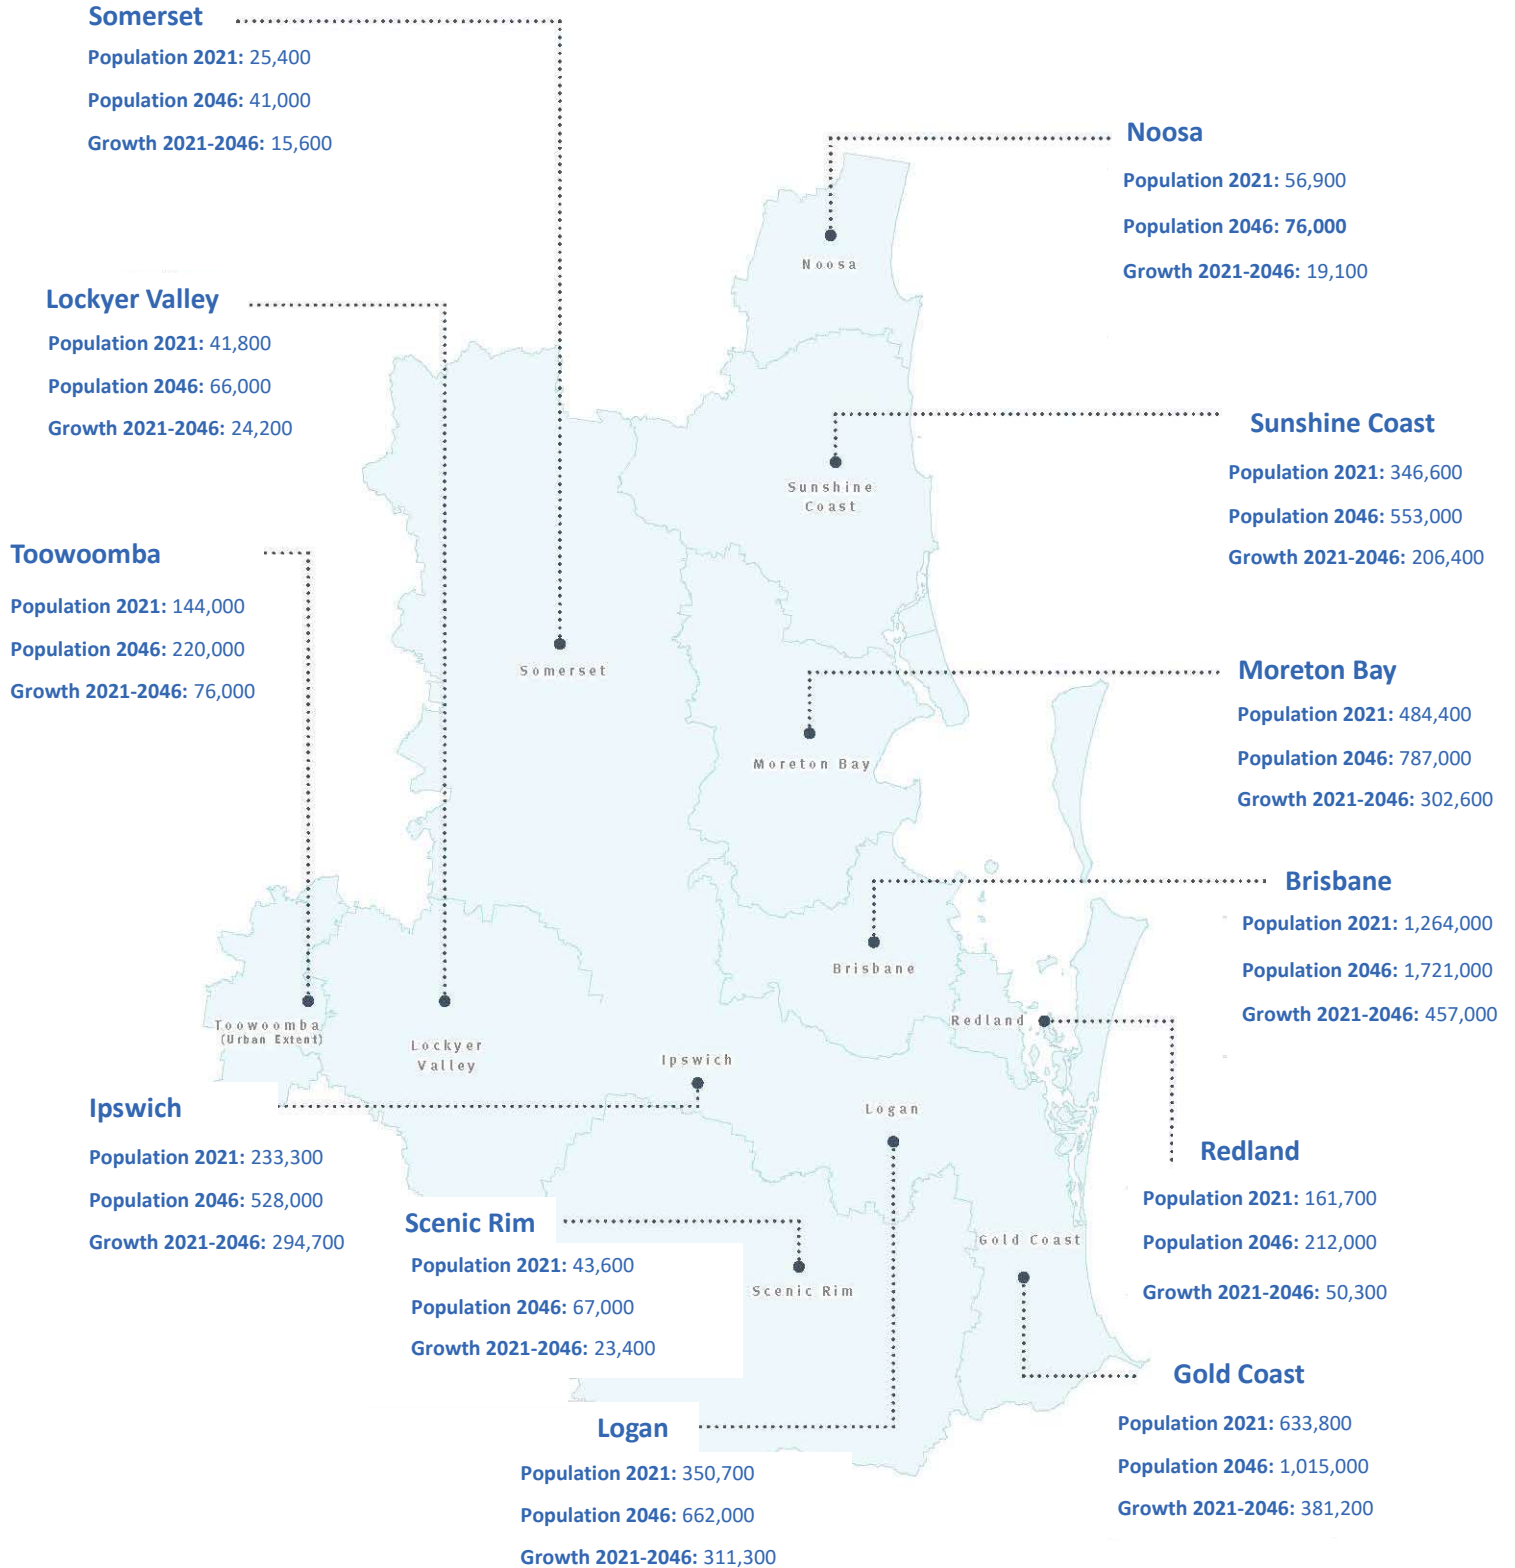 Somerset
Population 2021: 25,400
Population 2046: 41,000
Growth 2021-2046: 15,600
Noosa
Population 2021: 56,900
Population 2046: 76,000
Growth 2021-2046: 19,100
Noosa
Lockyer Valley
Population 2021: 41,800
Population 2046: 66,000
Growth 2021-2046: 24,200
Sunshine Coast
Population 2021: 346,600
Population 2046: 553,000
Growth 2021-2046: 206,400
Sunshine
Coast
Toowoomba
Population 2021: 144,000
Population 2046: 220,000
Growth 2021-2046: 76,000
Somerset
Moreton Bay
Population 2021: 484,400
Population 2046: 787,000
Growth 2021-2046: 302,600
Moreton Bay
Brisbane
Population 2021: 1,264,000
Population 2046: 1,721,000
Growth 2021-2046: 457,000
Brisbane
Redland
Toowoomba
(Urban Extent)
Lockyer
Valley
Ipswich
Logan
Ipswich
Population 2021: 233,300
Population 2046: 528,000
Growth 2021-2046: 294,700
Redland
Population 2021: 161,700
Population 2046: 212,000
Growth 2021-2046: 50,300
Scenic Rim
Population 2021: 43,600
Population 2046: 67,000
Growth 2021-2046: 23,400
Gold Coast
Scenic Rim
Gold Coast
Population 2021: 633,800
Population 2046: 1,015,000
Growth 2021-2046: 381,200
Logan
Population 2021: 350,700
Population 2046: 662,000
Growth 2021-2046: 311,300